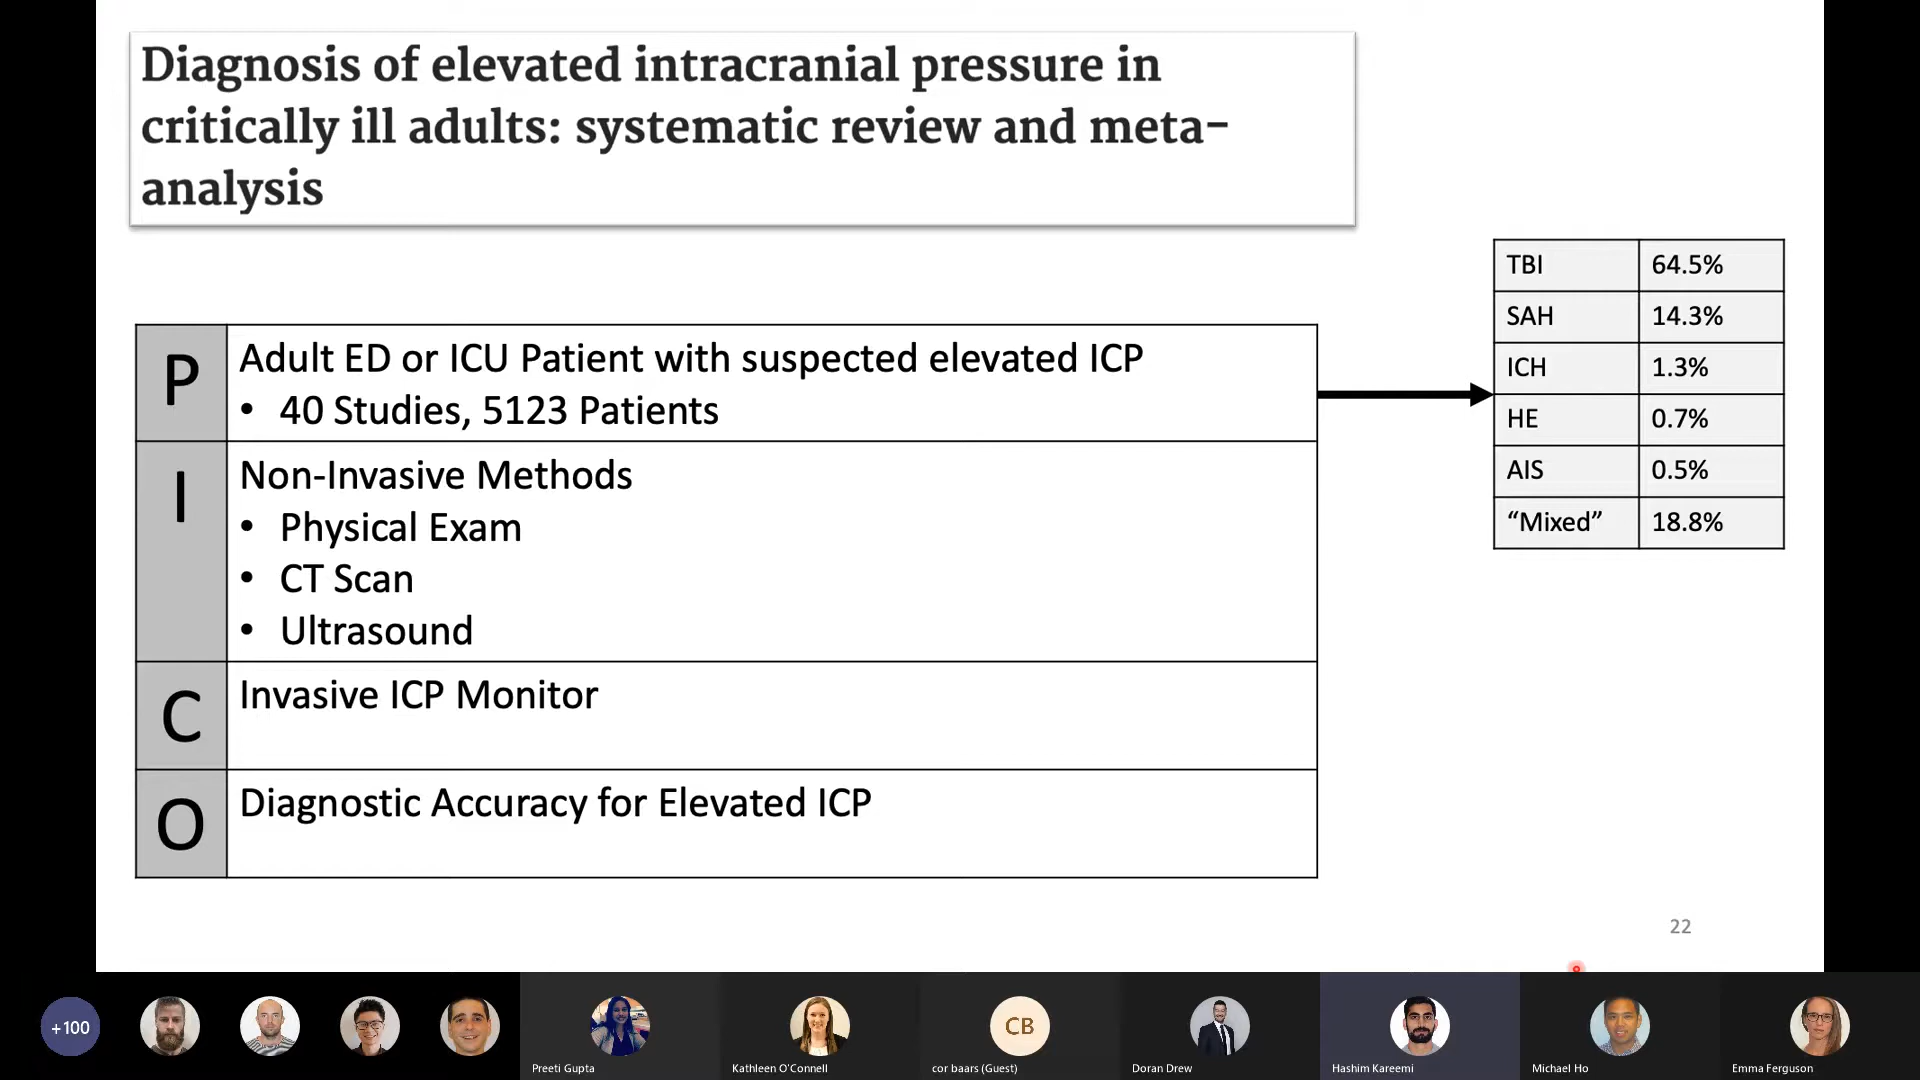 Diagnosis of elevated intracranial pressure in
critically ill adults: systematic review and meta-
analysis
P
Adult ED or ICU Patient with suspected elevated ICP
• 40 Studies, 5123 Patients
I
Non-Invasive Methods
• Physical Exam
• CT Scan
• Ultrasound
C
Invasive ICP Monitor
O
Diagnostic Accuracy for Elevated ICP
TBI 64.5%
SAH 14.3%
ICH 1.3%
HE 0.7%
AIS 0.5%
“Mixed” 18.8%
22
+100
CB
Preeti Gupta
Kathleen O'Connell
cor baars (Guest)
Doran Drew
Hashim Kareemi
Michael Ho
Emma Ferguson